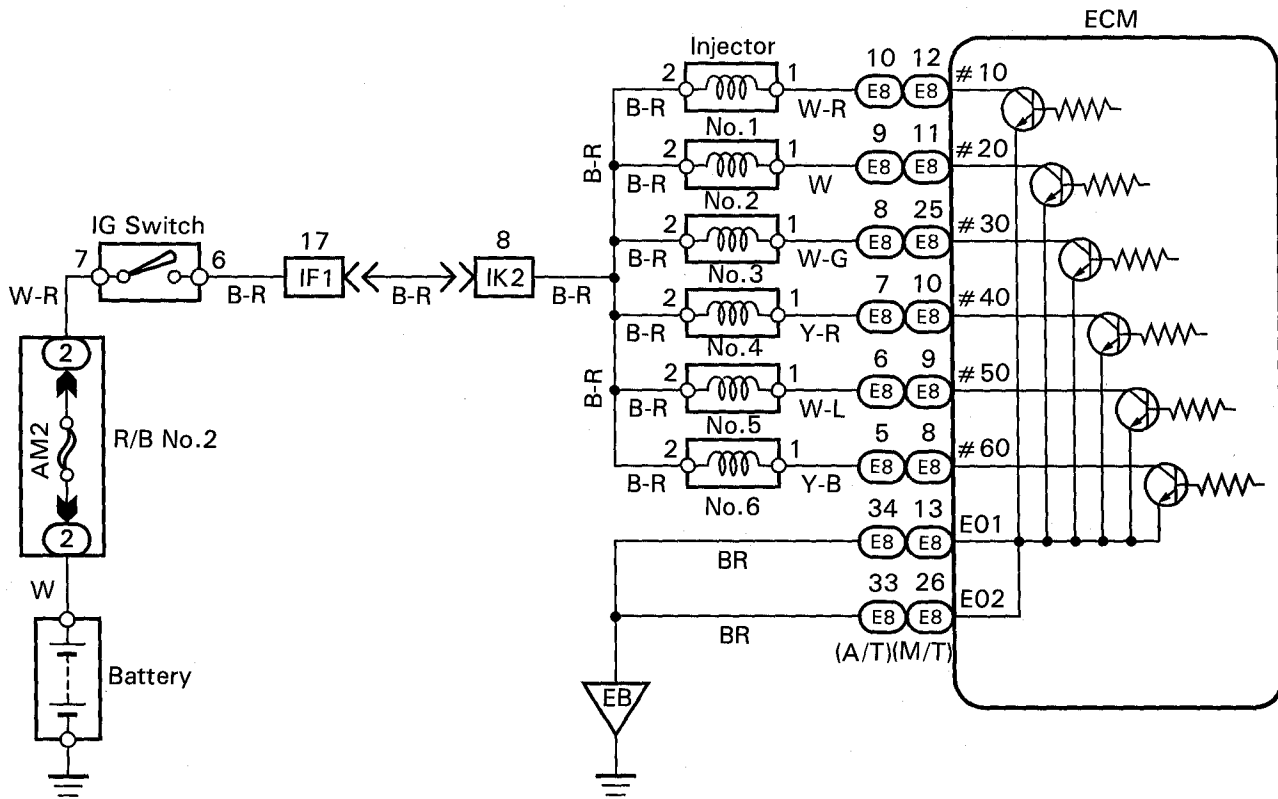 ECM
Injector
2 1 10 12 #10
B-R W-R E8 E8
No.1
2 1 9 11 #20
B-R B-R W E8 E8
No.2
2 1 8 25 #30
B-R W-G E8 E8
No.3
IG Switch
7 6 17 8
W-R B-R IF1 B-R IK2 B-R
2 1 7 10 #40
B-R Y-R E8 E8
No.4
2 1 6 9 #50
B-R B-R W-L E8 E8
No.5
2 1 5 8 #60
B-R Y-B E8 E8
No.6
2
AM2
R/B No.2
2
34 13 E01
BR E8 E8
33 26 E02
BR E8 E8
(A/T)(M/T)
W
Battery
EB